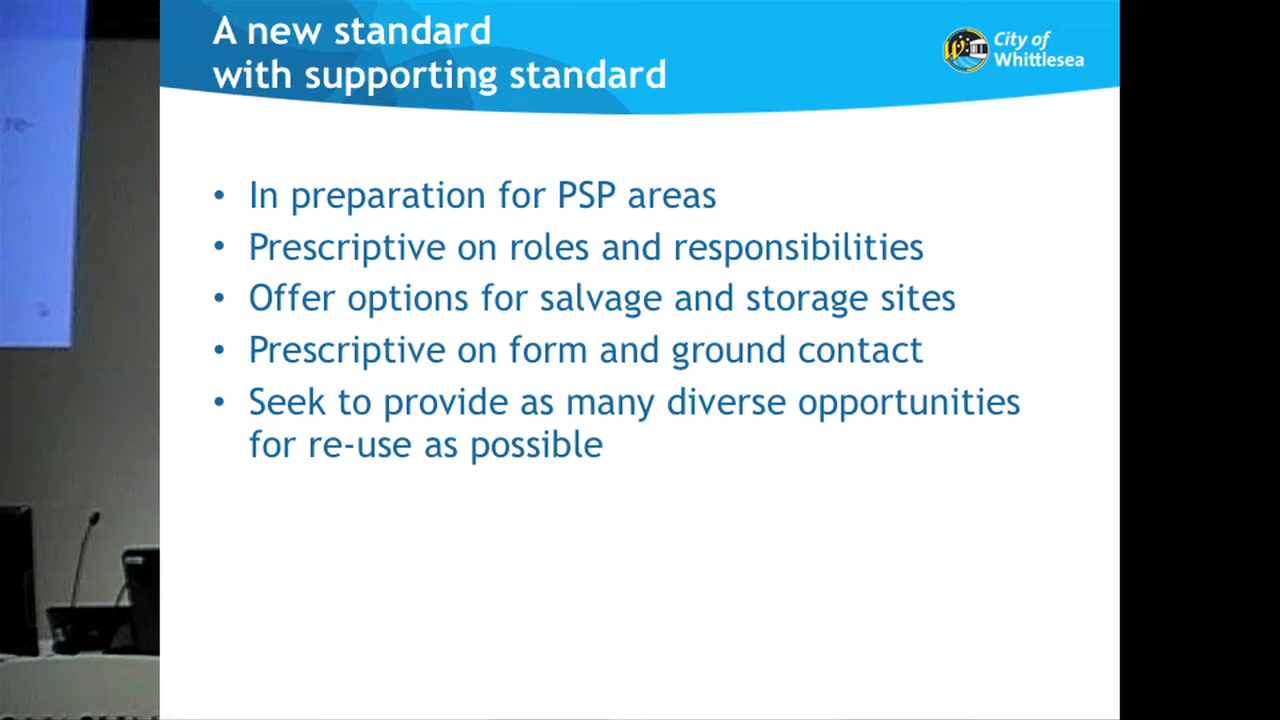 A new standard
with supporting standard
City of
Whittlesea
• In preparation for PSP areas
• Prescriptive on roles and responsibilities
• Offer options for salvage and storage sites
• Prescriptive on form and ground contact
• Seek to provide as many diverse opportunities
for re-use as possible